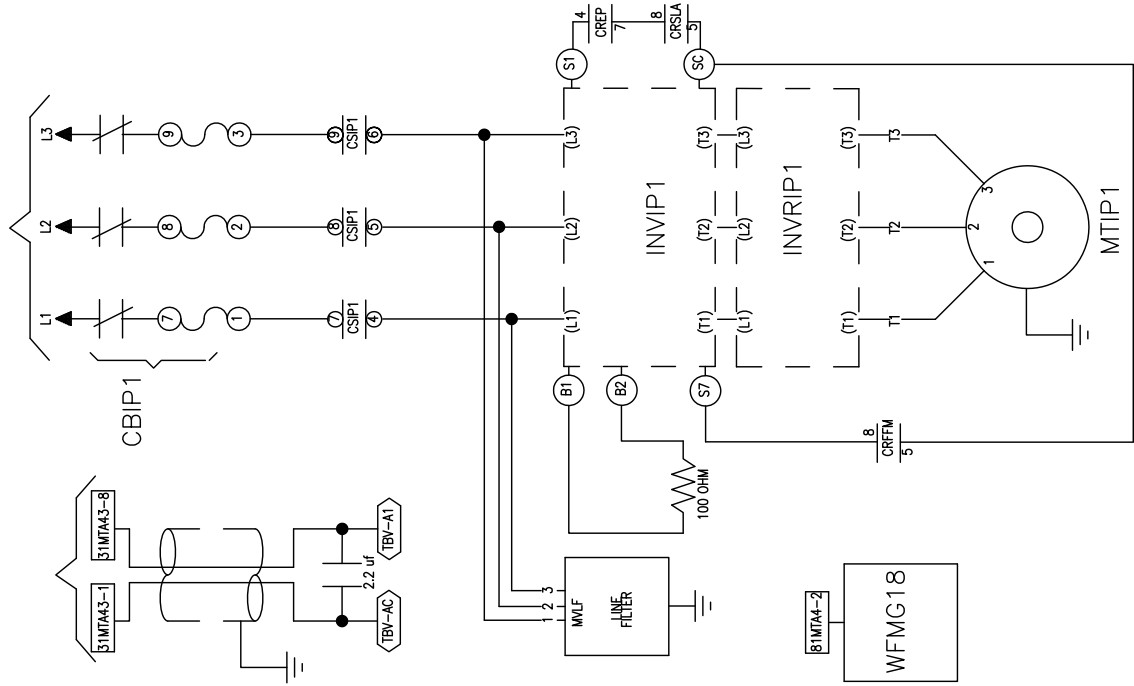 L1
L2
L3
7
8
9
1
2
3
CBIP1
7
CSIP1
4
8
CSIP1
5
9
CSIP1
6
31MTA43-1
31MTA43-8
2.2 uf
TBV-AC
TBV-A1
S1
4
CREP
7
8
CRSLA
5
SC
(L1)
(L2)
(L3)
B1
B2
INVIP1
(T1)
(T2)
(T3)
S7
(L1)
(L2)
(L3)
INVRIP1
(T1)
(T2)
(T3)
T1
T2
T3
1
2
3
MTIP1
100 OHM
8
CRFFM
5
1
2
3
MVLF
LINE
FILTER
81MTA4-2
WFMG18